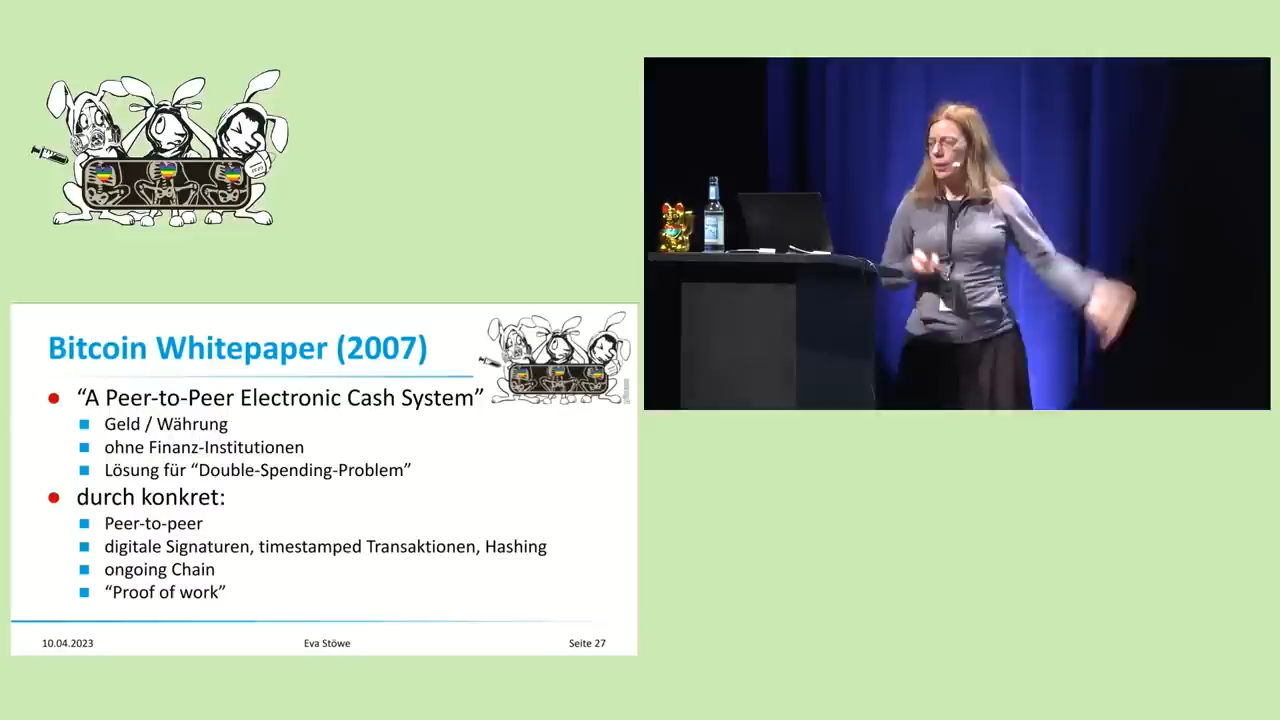 Bitcoin Whitepaper (2007)
“A Peer-to-Peer Electronic Cash System”
Geld / Währung
ohne Finanz-Institutionen
Lösung für “Double-Spending-Problem”
durch konkret:
Peer-to-peer
digitale Signaturen, timestamped Transaktionen, Hashing
ongoing Chain
“Proof of work”
10.04.2023
Eva Stöwe
Seite 27